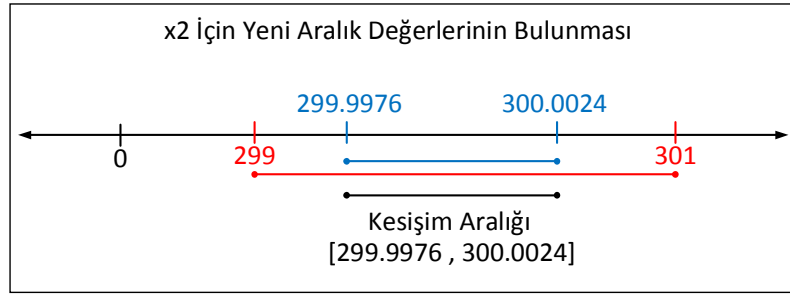 x2 İçin Yeni Aralık Değerlerinin Bulunması
299.9976 300.0024
0 299 301
Kesişim Aralığı
[299.9976 , 300.0024]